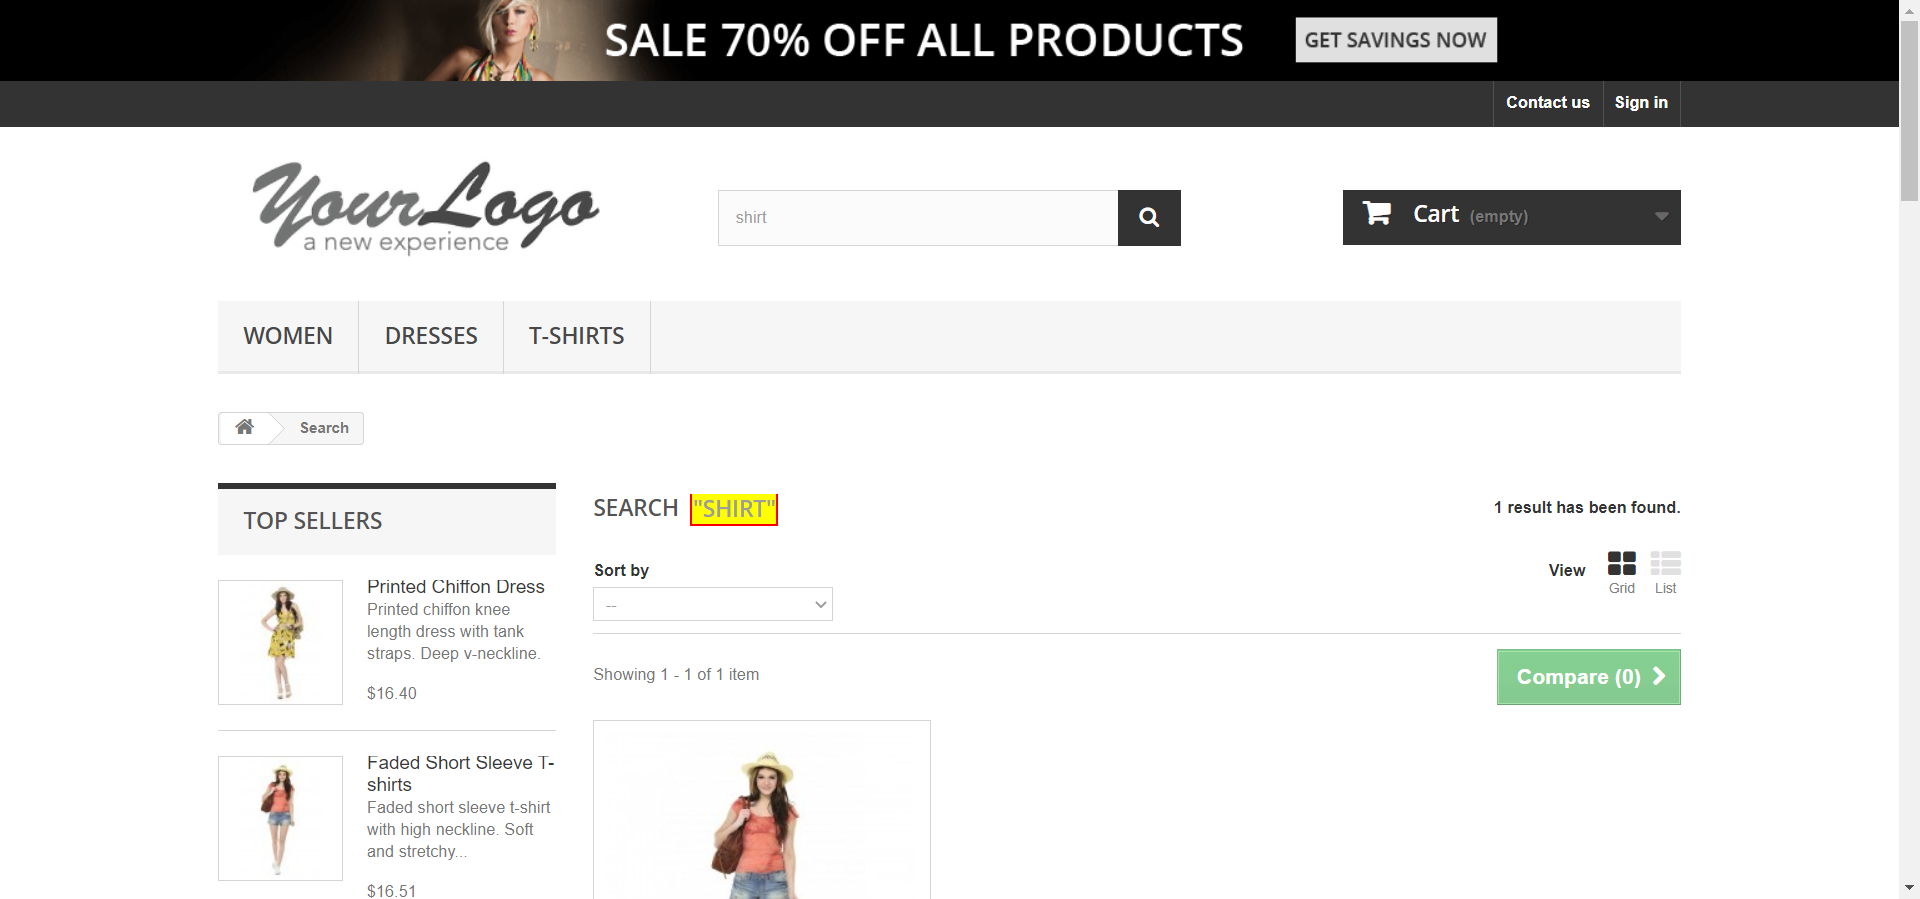 SALE 70% OFF ALL PRODUCTS
GET SAVINGS NOW
Contact us
Sign in
YourLogo
a new experience
shirt
Cart (empty)
WOMEN
DRESSES
T-SHIRTS
Search
TOP SELLERS
Printed Chiffon Dress
Printed chiffon knee
length dress with tank
straps. Deep v-neckline.
$16.40
Faded Short Sleeve T-
shirts
Faded short sleeve t-shirt
with high neckline. Soft
and stretchy...
$16.51
SEARCH "SHIRT"
1 result has been found.
Sort by
--
View
Grid
List
Showing 1 - 1 of 1 item
Compare (0)